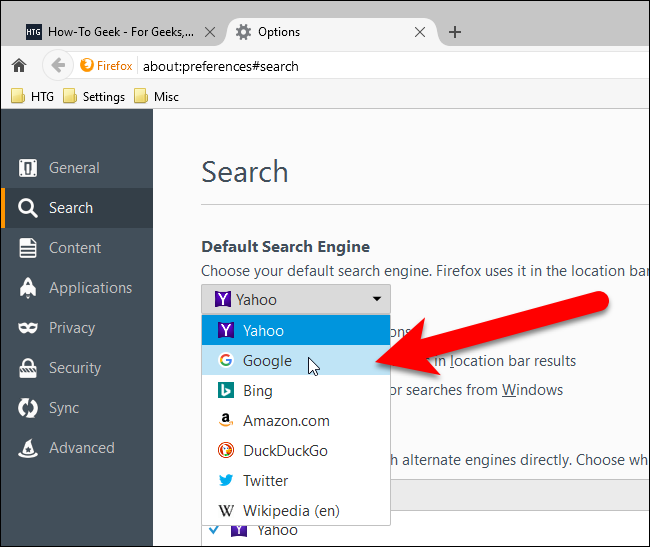 HTG How-To Geek - For Geeks,...
Options
Firefox about:preferences#search
HTG Settings Misc
General
Search
Content
Applications
Privacy
Security
Sync
Advanced
Search
Default Search Engine
Choose your default search engine. Firefox uses it in the location bar
Yahoo
Yahoo
Google
Bing
Amazon.com
DuckDuckGo
Twitter
Wikipedia (en)
in location bar results
or searches from Windows
alternate engines directly. Choose
Yahoo